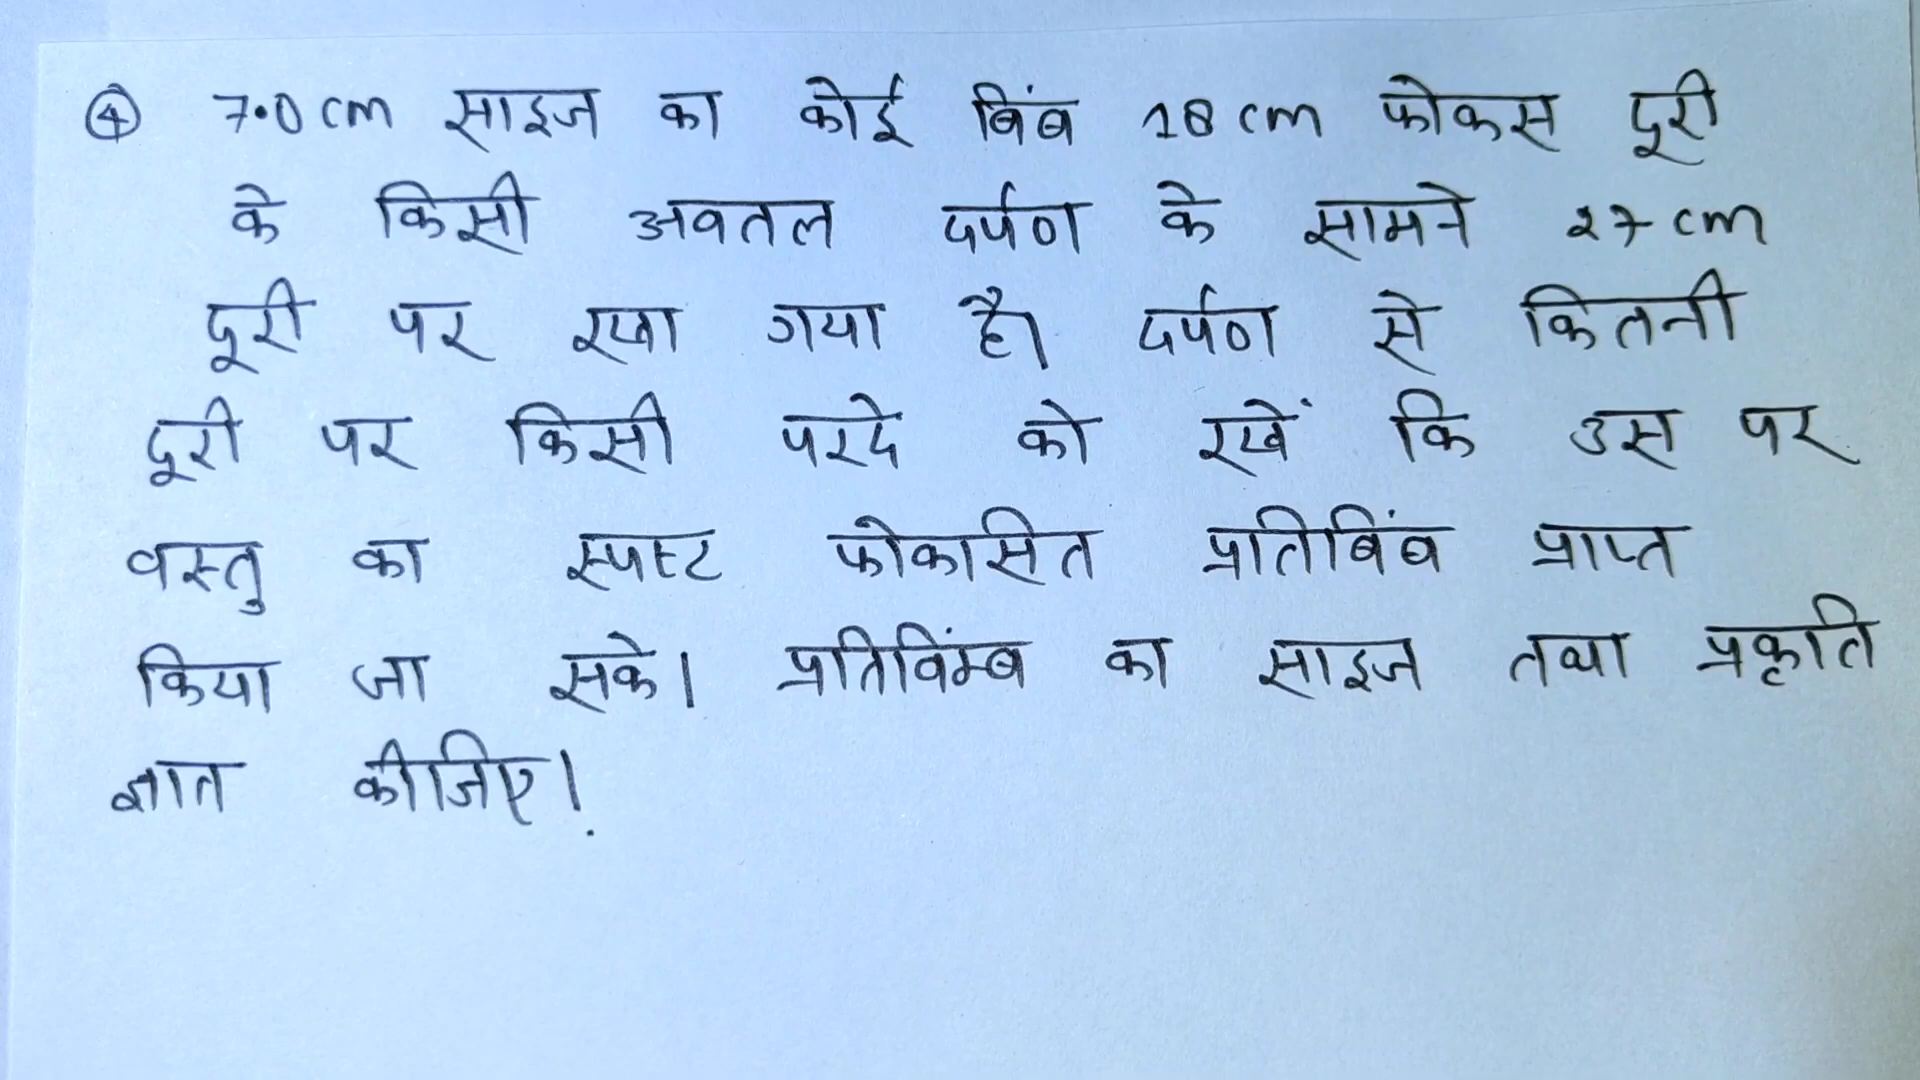 ④ 7.0 cm साइज का कोई बिंब 18 cm फोकस दूरी
के किसी अवतल दर्पण के सामने 27 cm
दूरी पर रखा गया है। दर्पण से कितनी
दूरी पर किसी परदे को रखें कि उस पर
वस्तु का स्पष्ट फोकासित प्रतिबिंब प्राप्त
किया जा सके। प्रतिविंम्ब का साइज तथा प्रकृति
ज्ञात कीजिए।